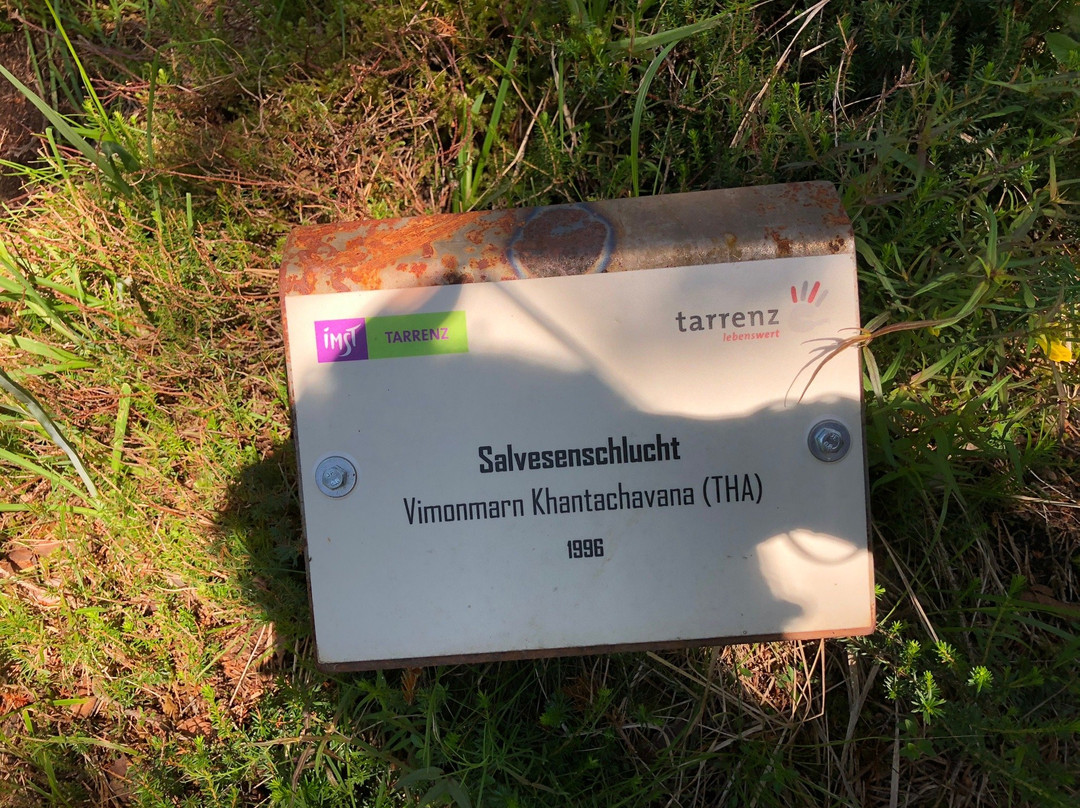 imst TARRENZ
tarrenz
lebenswert
Salvesenschlucht
Vimonmarn Khantachavana (THA)
1996